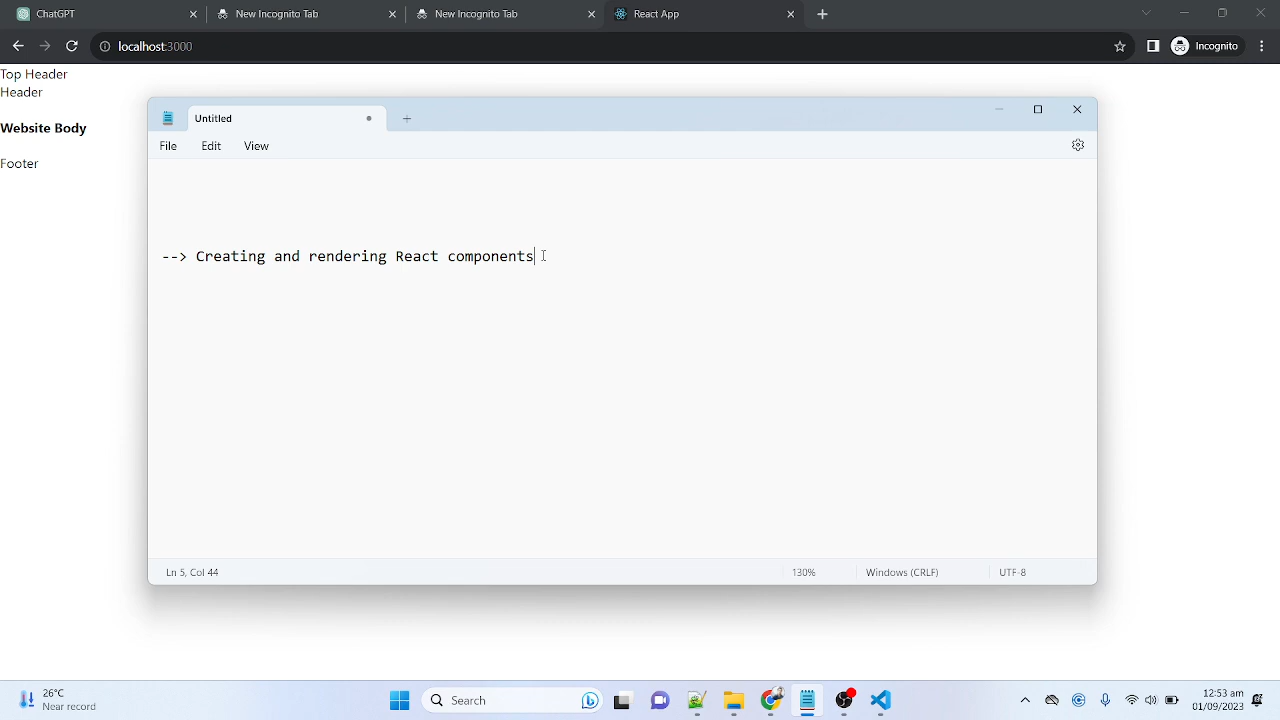 ChatGPT
New Incognito Tab
New Incognito Tab
React App
localhost:3000
Incognito
Top Header
Header
Website Body
Footer
Untitled
File Edit View
--> Creating and rendering React components
Ln 5, Col 44
130%
Windows (CRLF)
UTF-8
26°C
Near record
Search
12:53 am
01/09/2023